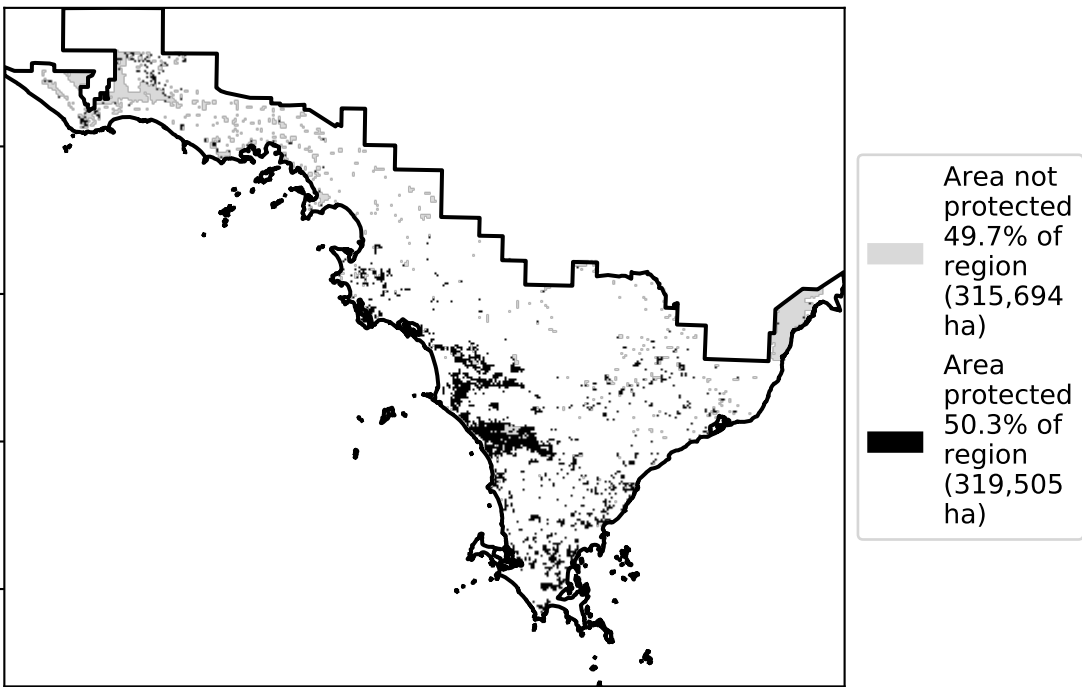 Area not
protected
49.7% of
region
(315,694
ha)
Area
protected
50.3% of
region
(319,505
ha)